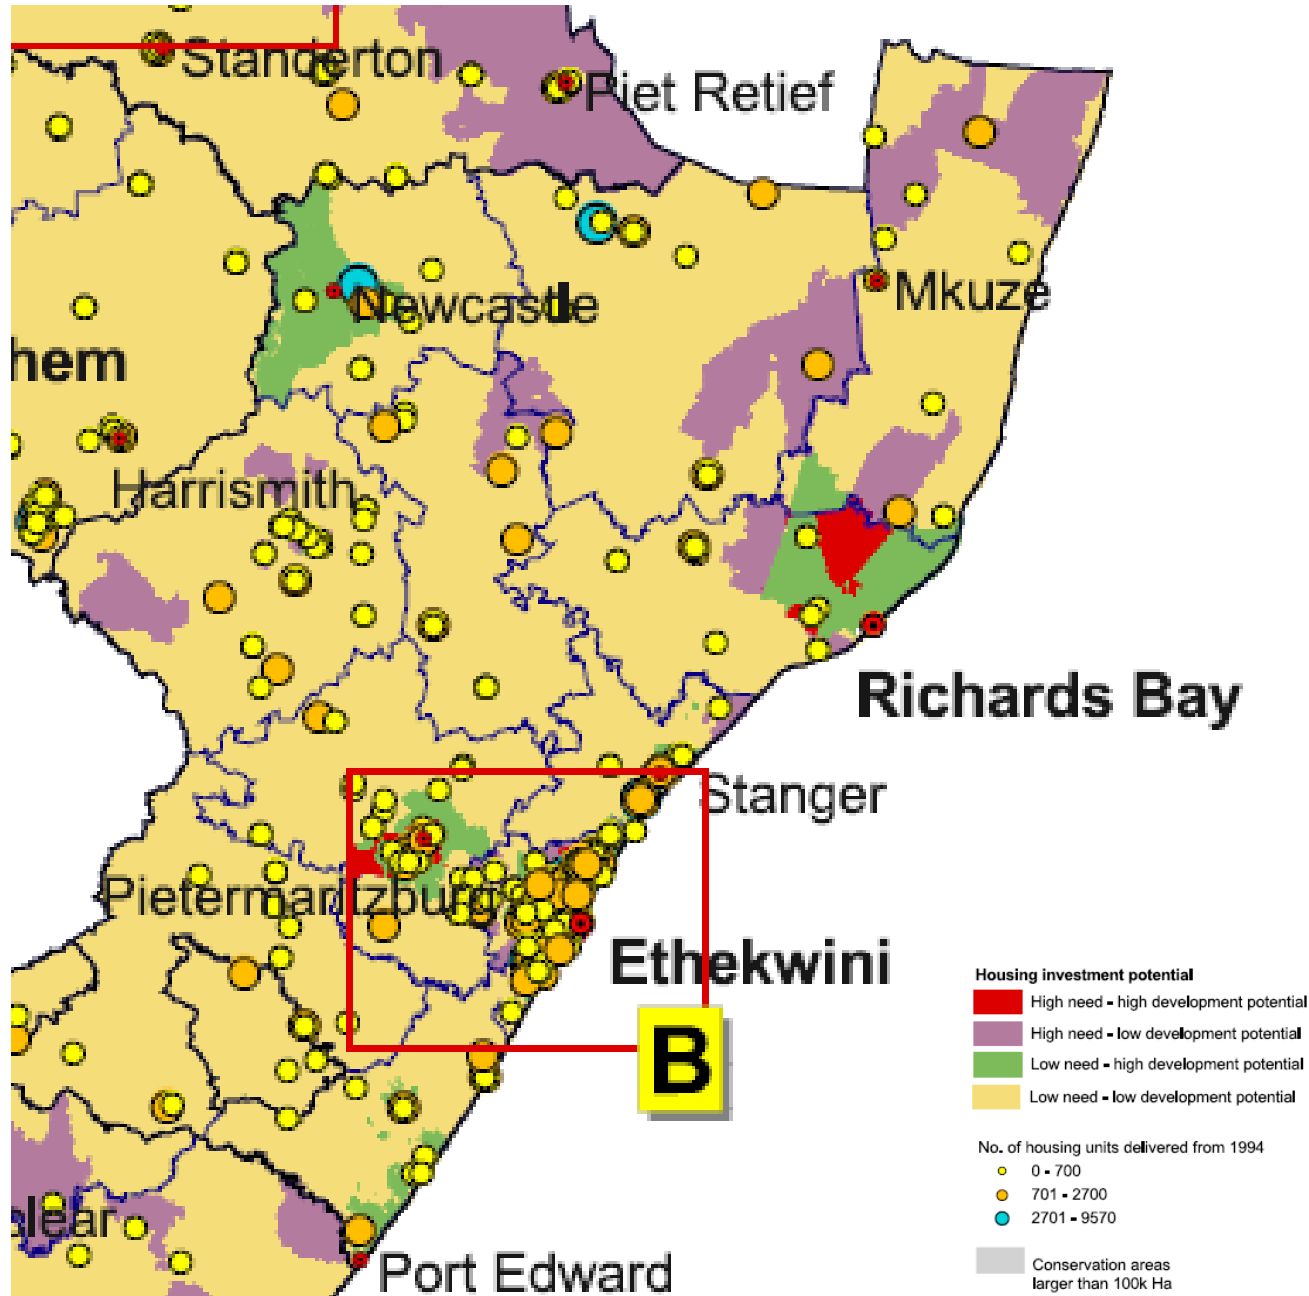 Standerton
Piet Retief
Mkuze
Newcastle
hem
Harrismith
Richards Bay
Stanger
Pietermaritzburg
Ethekwini
B
Port Edward
Housing investment potential
High need - high development potential
High need - low development potential
Low need - high development potential
Low need - low development potential
No. of housing units delivered from 1994
0 - 700
701 - 2700
2701 - 9570
Conservation areas
larger than 100k Ha